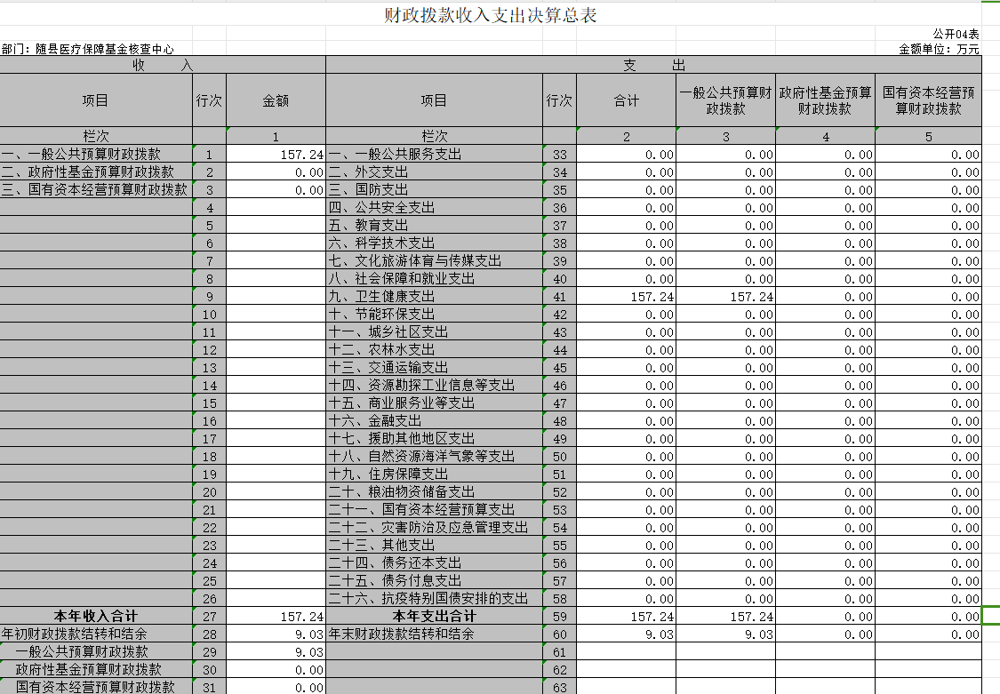 财政拨款收入支出决算总表
公开04表
部门：随县医疗保障基金核查中心 金额单位：万元
收 入 支 出
项目 行次 金额 项目 行次 合计 一般公共预算财政拨款 政府性基金预算财政拨款 国有资本经营预算财政拨款
栏次 1 栏次 2 3 4 5
一、一般公共预算财政拨款 1 157.24 一、一般公共服务支出 33 0.00 0.00 0.00 0.00
二、政府性基金预算财政拨款 2 0.00 二、外交支出 34 0.00 0.00 0.00 0.00
三、国有资本经营预算财政拨款 3 0.00 三、国防支出 35 0.00 0.00 0.00 0.00
4 四、公共安全支出 36 0.00 0.00 0.00 0.00
5 五、教育支出 37 0.00 0.00 0.00 0.00
6 六、科学技术支出 38 0.00 0.00 0.00 0.00
7 七、文化旅游体育与传媒支出 39 0.00 0.00 0.00 0.00
8 八、社会保障和就业支出 40 0.00 0.00 0.00 0.00
9 九、卫生健康支出 41 157.24 157.24 0.00 0.00
10 十、节能环保支出 42 0.00 0.00 0.00 0.00
11 十一、城乡社区支出 43 0.00 0.00 0.00 0.00
12 十二、农林水支出 44 0.00 0.00 0.00 0.00
13 十三、交通运输支出 45 0.00 0.00 0.00 0.00
14 十四、资源勘探工业信息等支出 46 0.00 0.00 0.00 0.00
15 十五、商业服务业等支出 47 0.00 0.00 0.00 0.00
16 十六、金融支出 48 0.00 0.00 0.00 0.00
17 十七、援助其他地区支出 49 0.00 0.00 0.00 0.00
18 十八、自然资源海洋气象等支出 50 0.00 0.00 0.00 0.00
19 十九、住房保障支出 51 0.00 0.00 0.00 0.00
20 二十、粮油物资储备支出 52 0.00 0.00 0.00 0.00
21 二十一、国有资本经营预算支出 53 0.00 0.00 0.00 0.00
22 二十二、灾害防治及应急管理支出 54 0.00 0.00 0.00 0.00
23 二十三、其他支出 55 0.00 0.00 0.00 0.00
24 二十四、债务还本支出 56 0.00 0.00 0.00 0.00
25 二十五、债务付息支出 57 0.00 0.00 0.00 0.00
26 二十六、抗疫特别国债安排的支出 58 0.00 0.00 0.00 0.00
本年收入合计 27 157.24 本年支出合计 59 157.24 157.24 0.00 0.00
年初财政拨款结转和结余 28 9.03 年末财政拨款结转和结余 60 9.03 9.03 0.00 0.00
一般公共预算财政拨款 29 9.03 61
政府性基金预算财政拨款 30 0.00 62
国有资本经营预算财政拨款 31 0.00 63